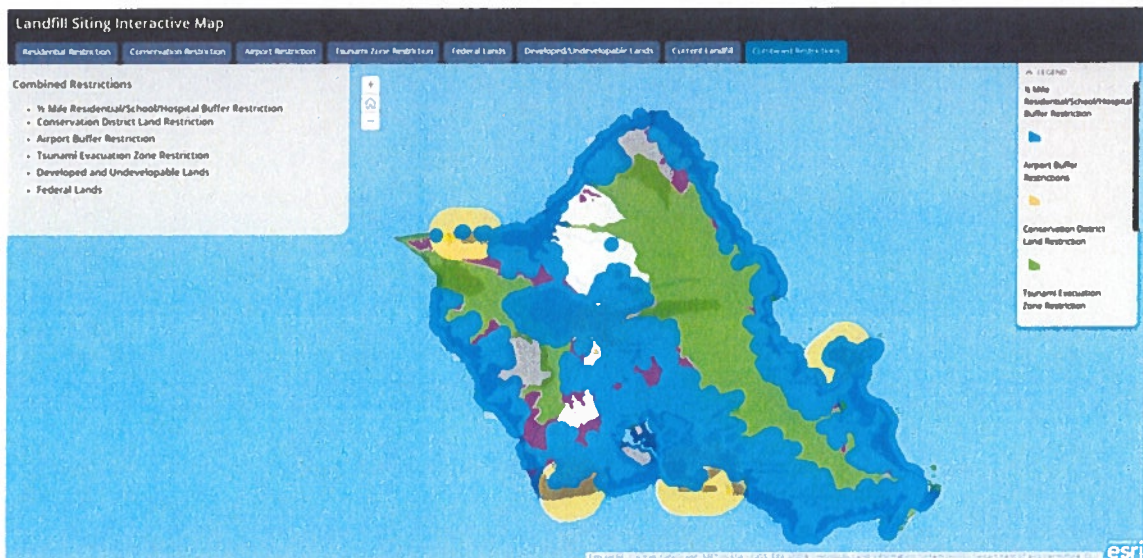 Landfill Siting Interactive Map
Residential Restriction Conservation Restriction Airport Restriction Tsunami Zone Restriction Federal Lands Developed/Undevelopable Lands Current Landfill Combined Restrictions
Combined Restrictions
• ½ Mile Residential/School/Hospital Buffer Restriction
• Conservation District Land Restriction
• Airport Buffer Restriction
• Tsunami Evacuation Zone Restriction
• Developed and Undevelopable Lands
• Federal Lands
+
−
LEGEND
½ Mile
Residential/School/Hospital
Buffer Restriction
Airport Buffer
Restrictions
Conservation District
Land Restriction
Tsunami Evacuation
Zone Restriction
esri